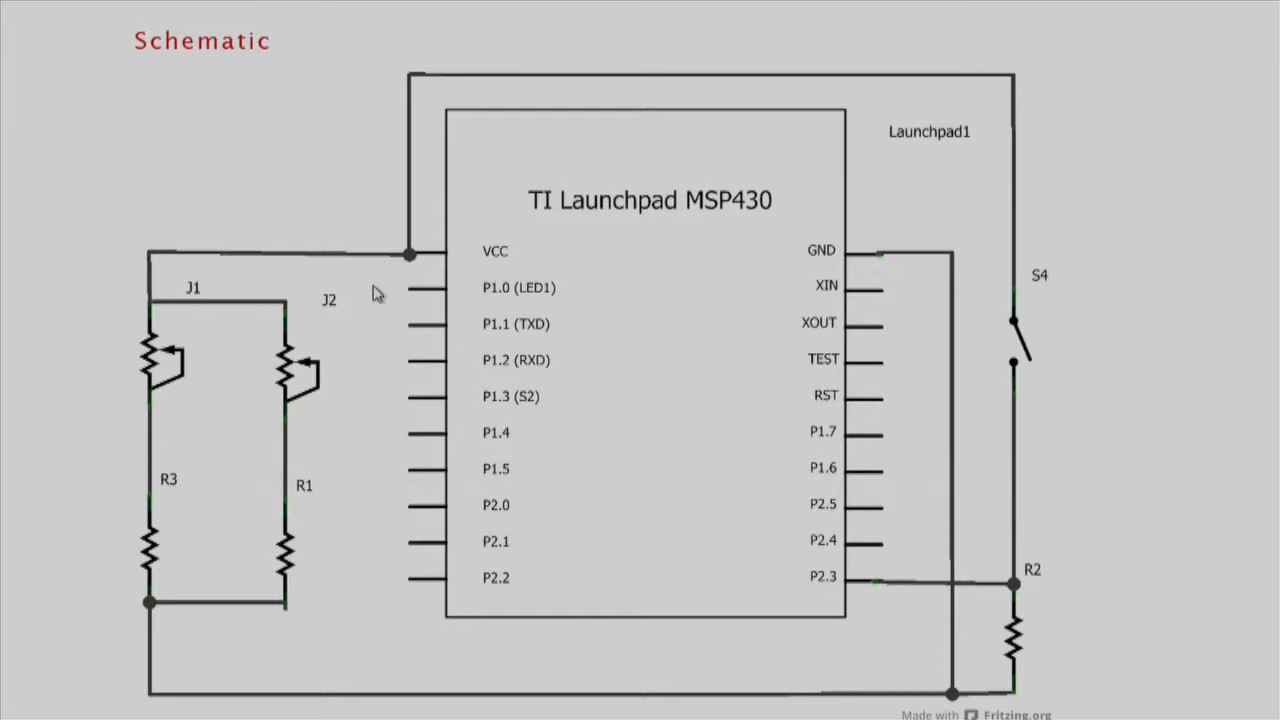 Schematic
Launchpad1
TI Launchpad MSP430
VCC
GND
P1.0 (LED1)
XIN
P1.1 (TXD)
XOUT
P1.2 (RXD)
TEST
P1.3 (S2)
RST
P1.4
P1.7
P1.5
P1.6
P2.0
P2.5
P2.1
P2.4
P2.2
P2.3
J1
J2
R3
R1
S4
R2
Made with Fritzing.org